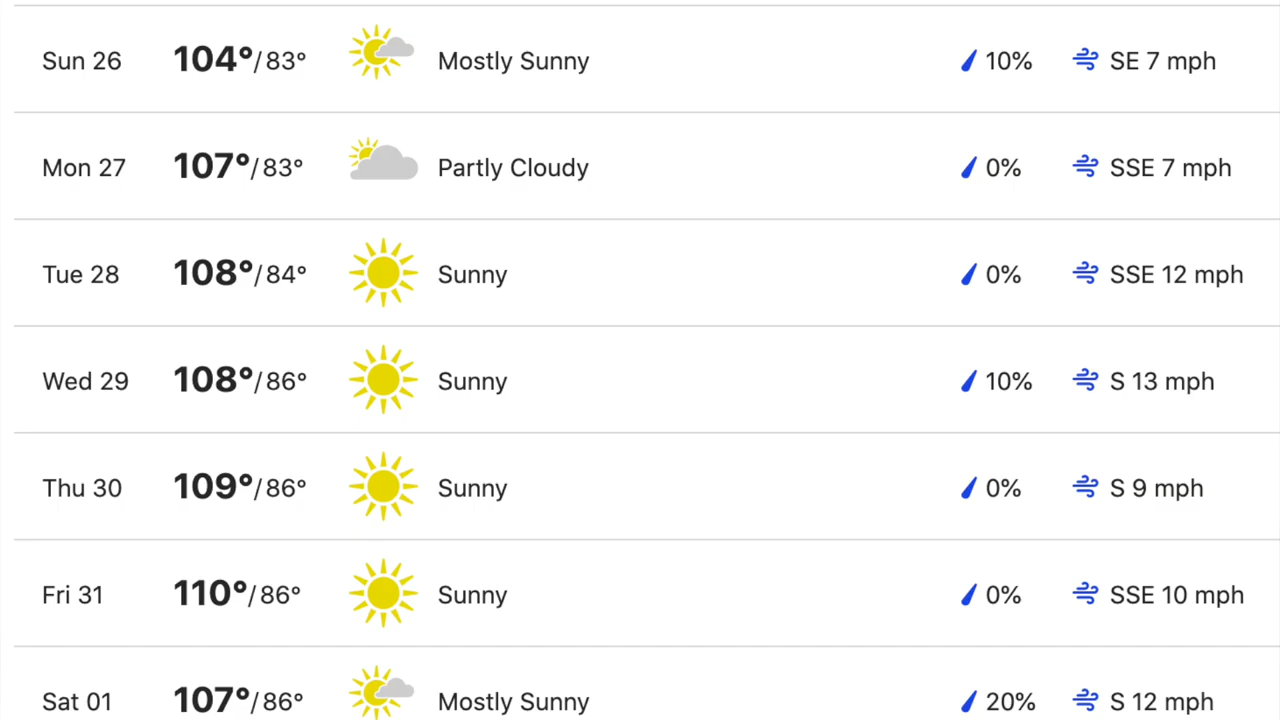 Sun 26 104°/83° Mostly Sunny 10% SE 7 mph
Mon 27 107°/83° Partly Cloudy 0% SSE 7 mph
Tue 28 108°/84° Sunny 0% SSE 12 mph
Wed 29 108°/86° Sunny 10% S 13 mph
Thu 30 109°/86° Sunny 0% S 9 mph
Fri 31 110°/86° Sunny 0% SSE 10 mph
Sat 01 107°/86° Mostly Sunny 20% S 12 mph